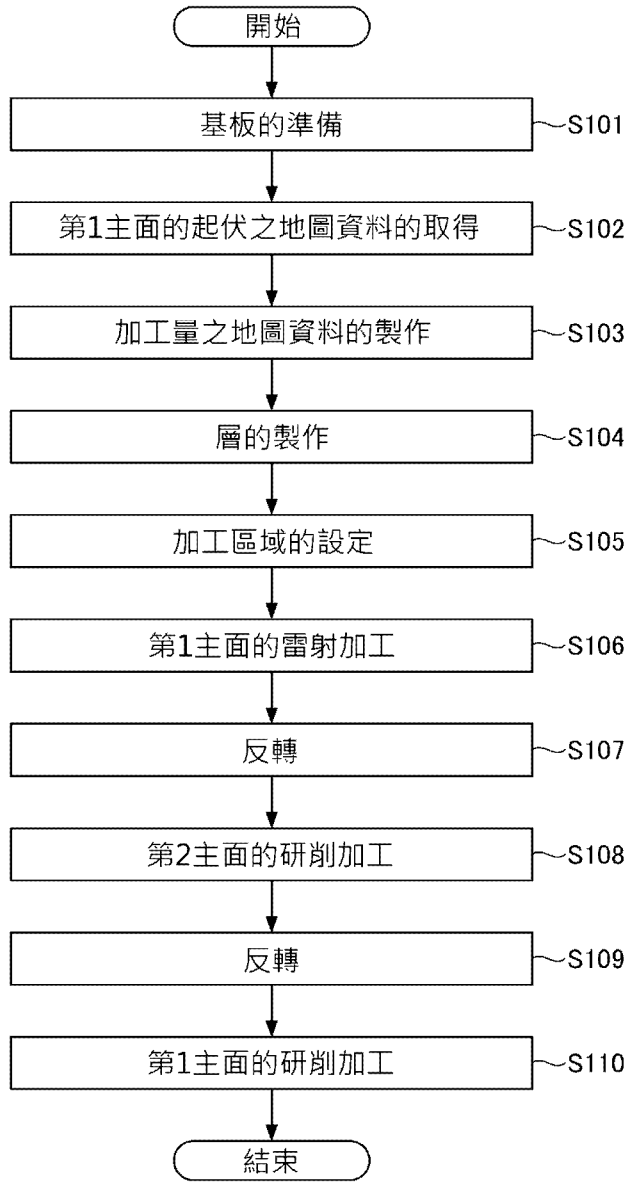 開始
基板的準備 S101
第1主面的起伏之地圖資料的取得 S102
加工量之地圖資料的製作 S103
層的製作 S104
加工區域的設定 S105
第1主面的雷射加工 S106
反轉 S107
第2主面的研削加工 S108
反轉 S109
第1主面的研削加工 S110
結束